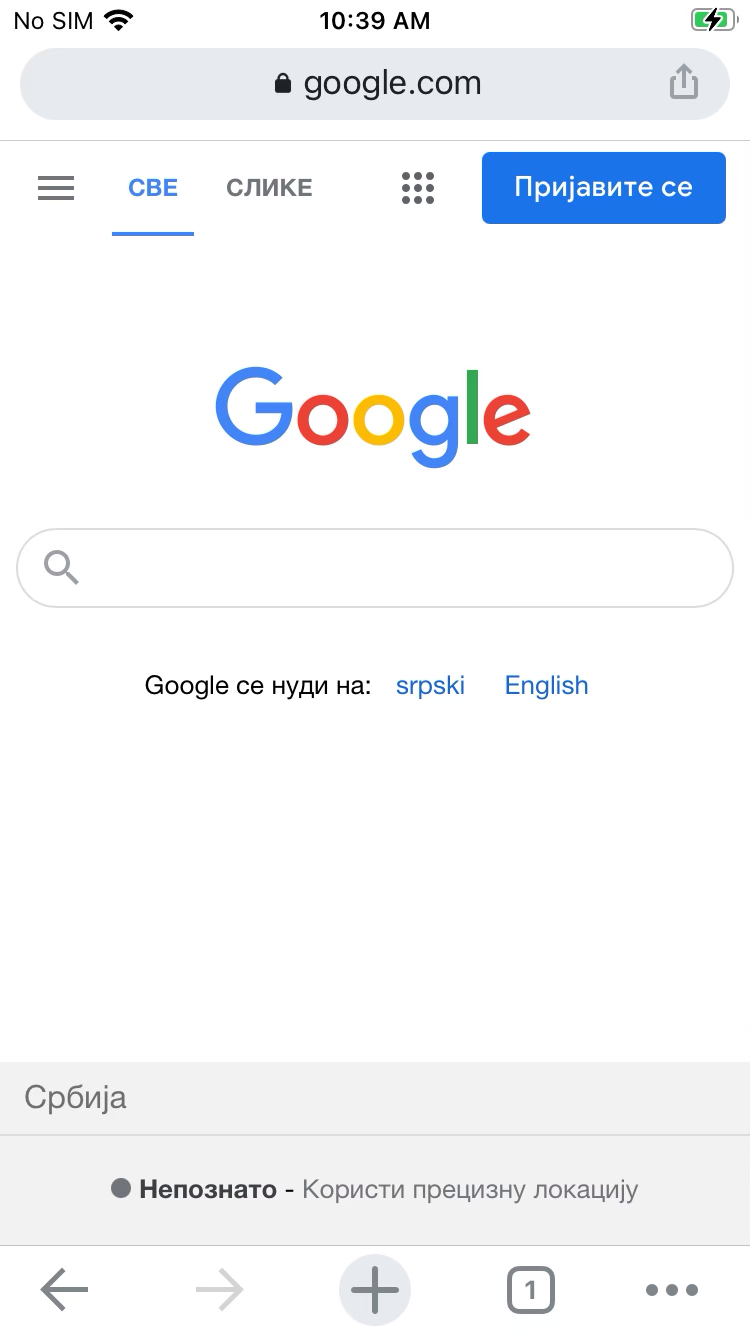 No SIM 10:39 AM
google.com
СВЕ СЛИКЕ Пријавите се
Google
Google се нуди на: srpski English
Србија
Непознато - Користи прецизну локацију
1